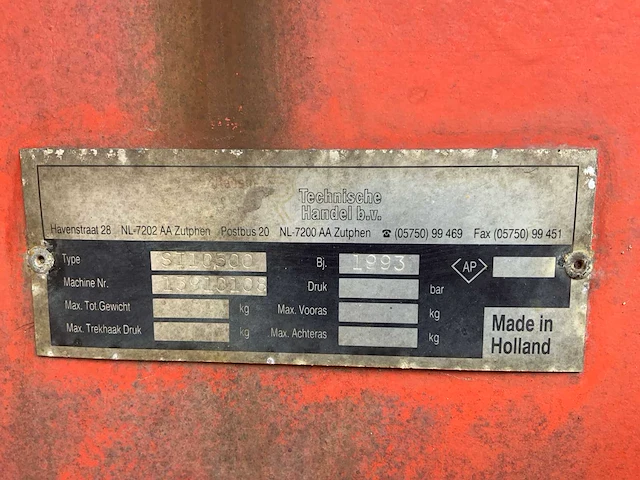 Technische
Handel b.v.
Havenstraat 28 NL-7202 AA Zutphen Postbus 20 NL-7200 AA Zutphen ☎ (05750) 99 469 Fax (05750) 99 451
Type ST10500 Bj. 1993 AP
Machine Nr. Druk bar
Max. Tot.Gewicht kg Max. Vooras kg
Max. Trekhaak Druk kg Max. Achteras kg
Made in
Holland